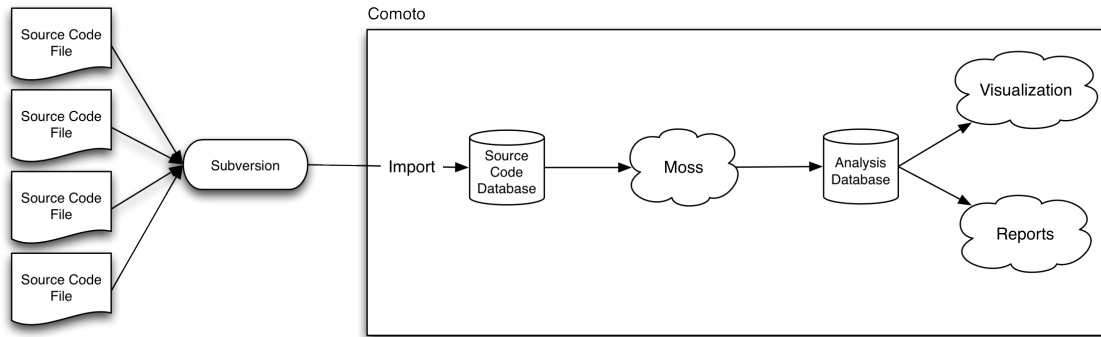 Comoto
Source Code
File
Source Code
File
Source Code
File
Source Code
File
Subversion
Import
Source
Code
Database
Moss
Analysis
Database
Visualization
Reports